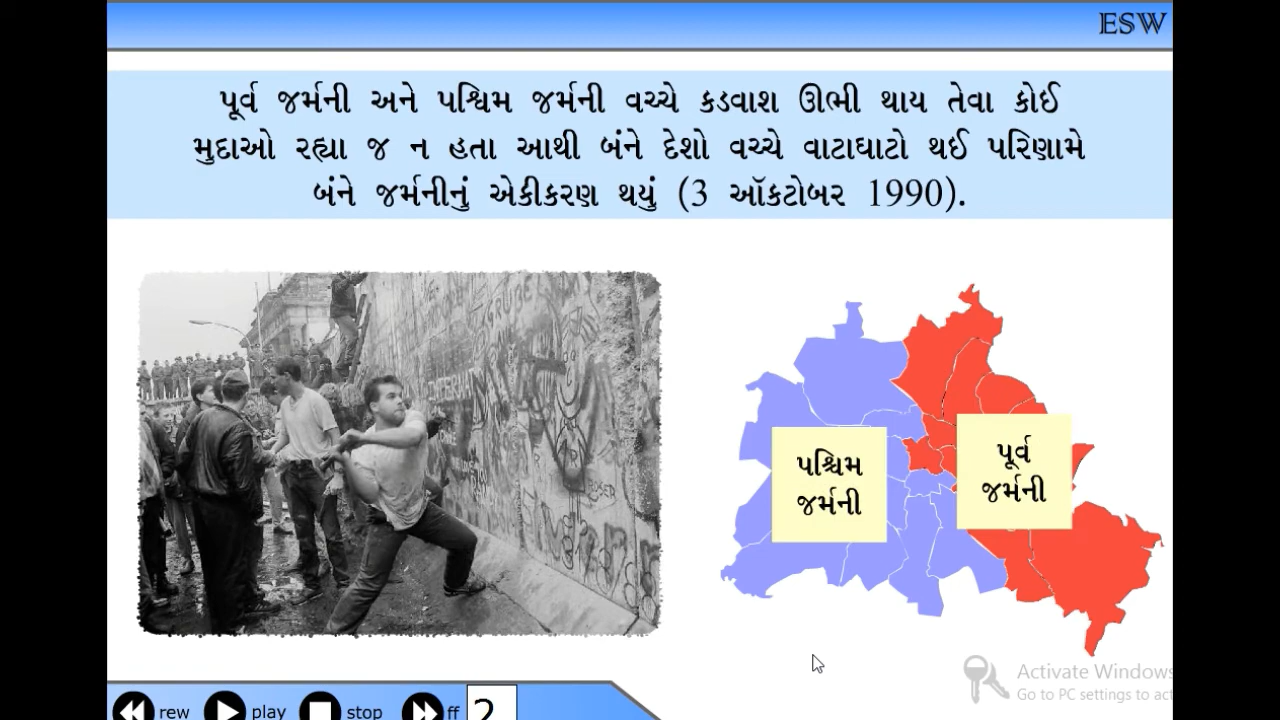 ESW
પૂર્વ જર્મની અને પશ્ચિમ જર્મની વચ્ચે કડવાશ ઊભી થાય તેવા કોઈ
મુદાઓ રહ્યા જ ન હતા આથી બંને દેશો વચ્ચે વાટાઘાટો થઈ પરિણામે
બંને જર્મનીનું એકીકરણ થયું (3 ઑકટોબર 1990).
પશ્ચિમ
જર્મની
પૂર્વ
જર્મની
Activate Windows
Go to PC settings to act
rew play stop ff 2